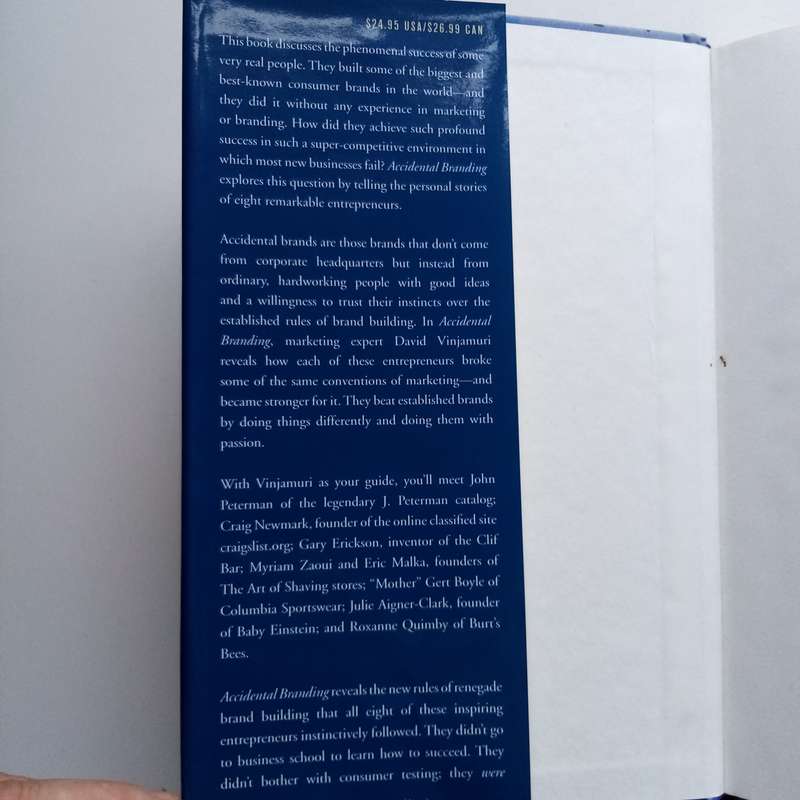 $24.95 USA/$26.99 CAN
This book discusses the phenomenal success of some
very real people. They built some of the biggest and
best-known consumer brands in the world—and
they did it without any experience in marketing
or branding. How did they achieve such profound
success in such a super-competitive environment in
which most new businesses fail? Accidental Branding
explores this question by telling the personal stories
of eight remarkable entrepreneurs.
Accidental brands are those brands that don't come
from corporate headquarters but instead from
ordinary, hardworking people with good ideas
and a willingness to trust their instincts over the
established rules of brand building. In Accidental
Branding, marketing expert David Vinjamuri
reveals how each of these entrepreneurs broke
some of the same conventions of marketing—and
became stronger for it. They beat established brands
by doing things differently and doing them with
passion.
With Vinjamuri as your guide, you'll meet John
Peterman of the legendary J. Peterman catalog;
Craig Newmark, founder of the online classified site
craigslist.org; Gary Erickson, inventor of the Clif
Bar; Myriam Zaoui and Eric Malka, founders of
The Art of Shaving stores; "Mother" Gert Boyle of
Columbia Sportswear; Julie Aigner-Clark, founder
of Baby Einstein; and Roxanne Quimby of Burt's
Bees.
Accidental Branding reveals the new rules of renegade
brand building that all eight of these inspiring
entrepreneurs instinctively followed. They didn't go
to business school to learn how to succeed. They
didn't bother with consumer testing; they were